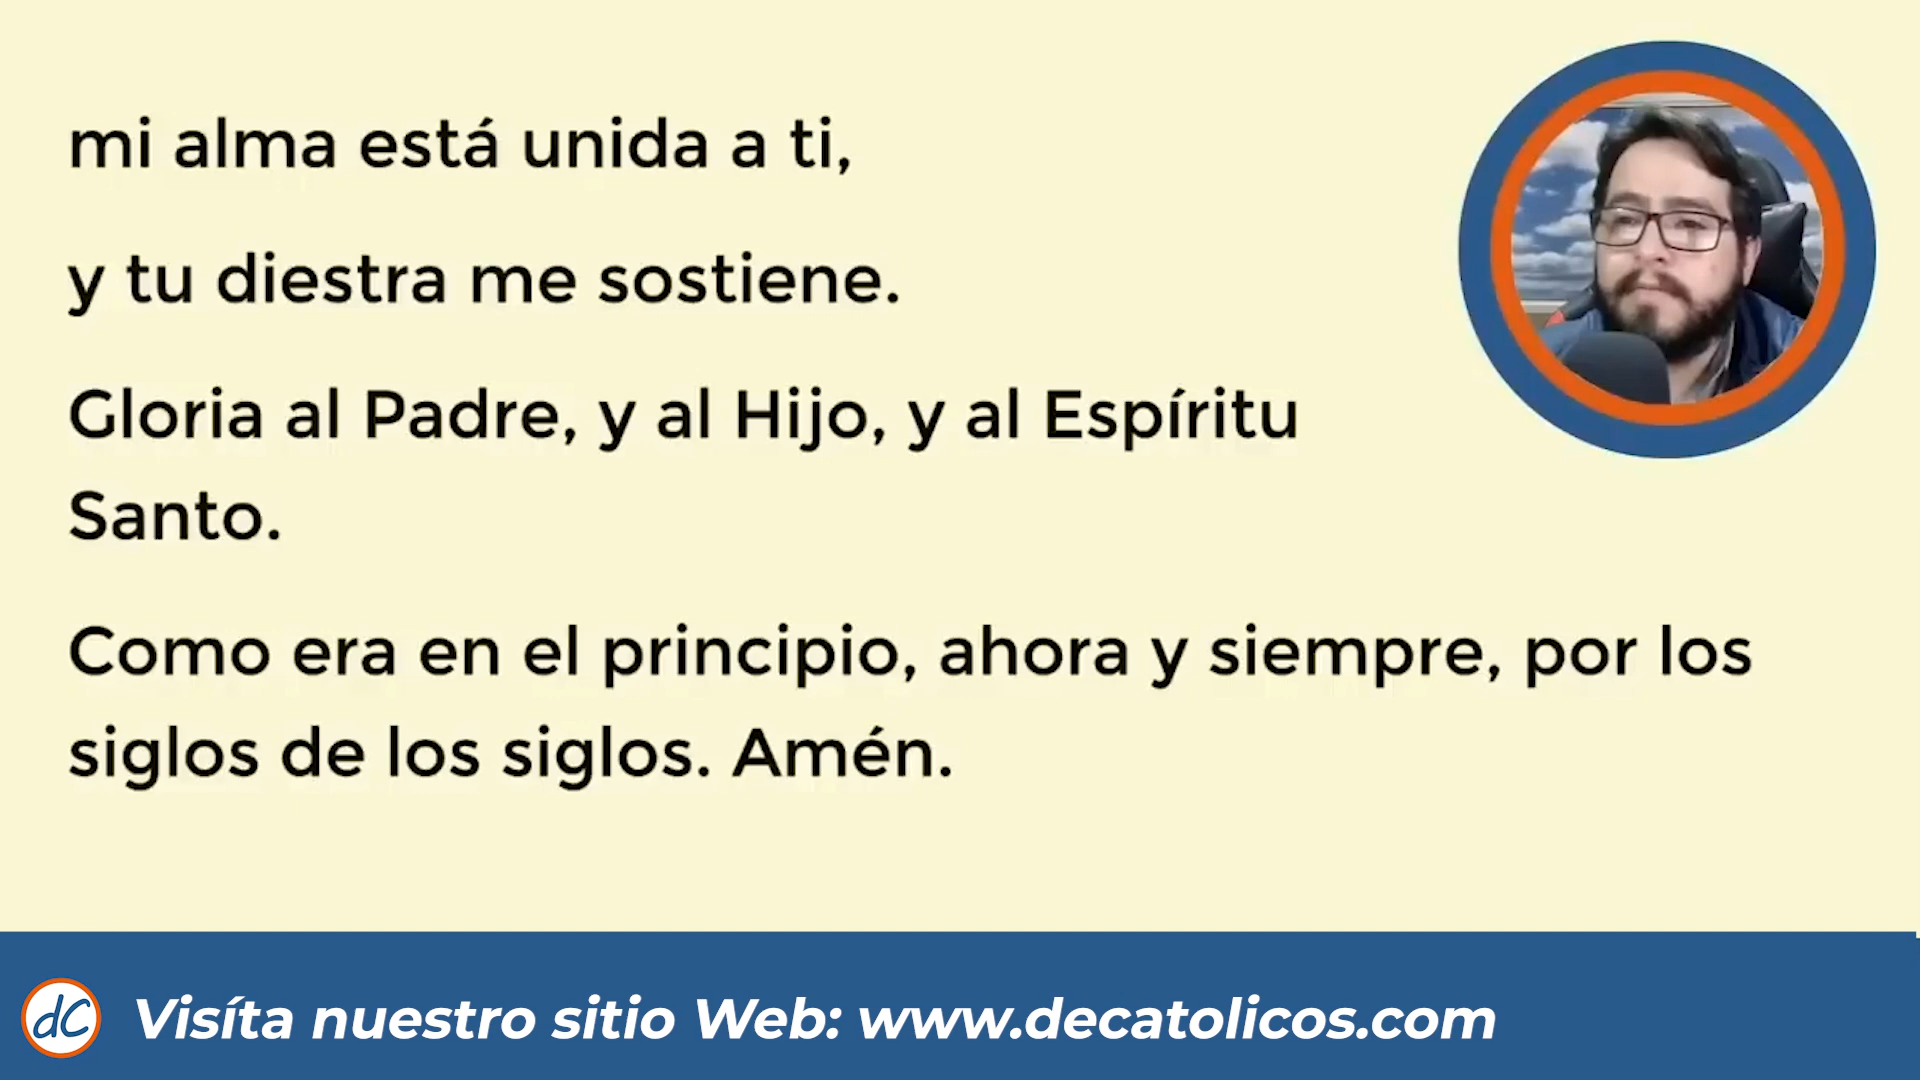 mi alma está unida a ti,
y tu diestra me sostiene.
Gloria al Padre, y al Hijo, y al Espíritu
Santo.
Como era en el principio, ahora y siempre, por los
siglos de los siglos. Amén.
dC Visíta nuestro sitio Web: www.decatolicos.com